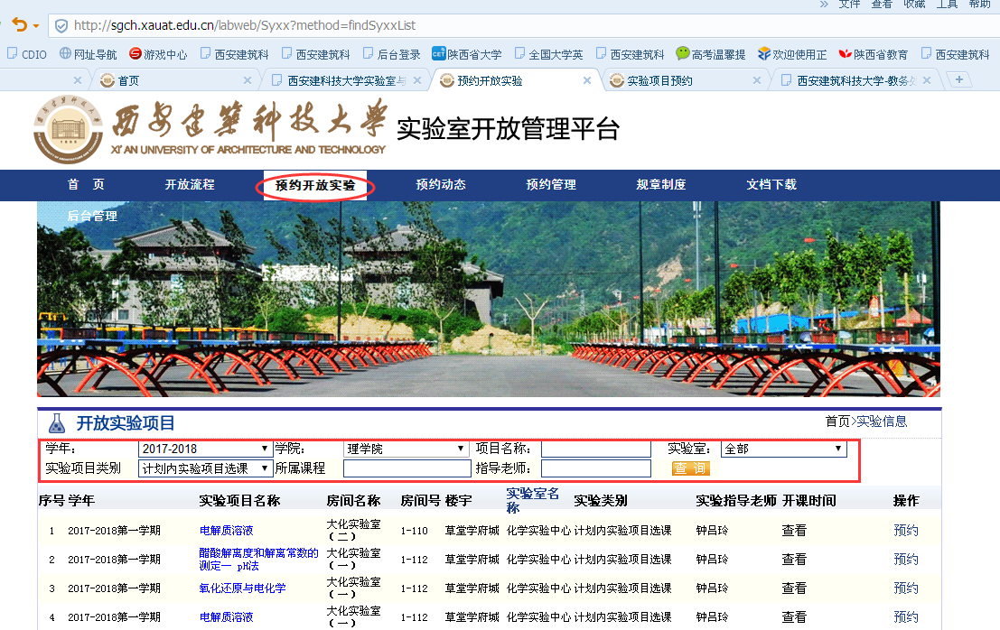 » 文件 查看 收藏 工具 帮助
http://sgch.xauat.edu.cn/labweb/Syxx?method=findSyxxList
CDIO 网址导航 游戏中心 西安建筑科 西安建筑科 后台登录 CET 陕西省大学 全国大学英 西安建筑科 高考温馨提 欢迎使用正 陕西省教育 西安建筑科
首页 西安建科技大学实验室与 预约开放实验 实验项目预约 西安建筑科技大学-教务处
西安建筑科技大学 实验室开放管理平台
XI'AN UNIVERSITY OF ARCHITECTURE AND TECHNOLOGY
首 页 开放流程 预约开放实验 预约动态 预约管理 规章制度 文档下载
后台管理
开放实验项目 首页>实验信息
学年: 2017-2018 学院: 理学院 项目名称: 实验室: 全部
实验项目类别 计划内实验项目选课 所属课程 指导老师: 查 询
序号 学年 实验项目名称 房间名称 房间号 楼宇 实验室名称 实验类别 实验指导老师 开课时间 操作
1 2017-2018第一学期 电解质溶液 大化实验室（二） 1-110 草堂学府城 化学实验中心 计划内实验项目选课 钟吕玲 查看 预约
2 2017-2018第一学期 醋酸解离度和解离常数的测定一 pH法 大化实验室（一） 1-112 草堂学府城 化学实验中心 计划内实验项目选课 钟吕玲 查看 预约
3 2017-2018第一学期 氧化还原与电化学 大化实验室（一） 1-112 草堂学府城 化学实验中心 计划内实验项目选课 钟吕玲 查看 预约
4 2017-2018第一学期 电解质溶液 大化实验室（一） 1-112 草堂学府城 化学实验中心 计划内实验项目选课 钟吕玲 查看 预约